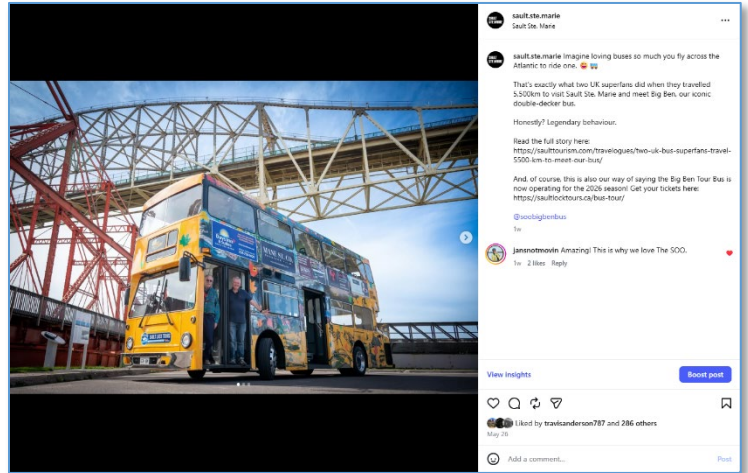 sault.ste.marie
Sault Ste. Marie
sault.ste.marie Imagine loving buses so much you fly across the
Atlantic to ride one. 🤩 🚌
That's exactly what two UK superfans did when they travelled
5,500km to visit Sault Ste. Marie and meet Big Ben, our iconic
double-decker bus.
Honestly? Legendary behaviour.
Read the full story here:
https://saulttourism.com/travelogues/two-uk-bus-superfans-travel-
5500-km-to-meet-our-bus/
And, of course, this is also our way of saying the Big Ben Tour Bus is
now operating for the 2026 season! Get your tickets here:
https://saultlocktours.ca/bus-tour/
@soobigbenbus
1w
jansnotmovin Amazing! This is why we love The SOO.
1w 2 likes Reply
View insights
Boost post
Liked by travisanderson787 and 286 others
May 26
Add a comment...
Post